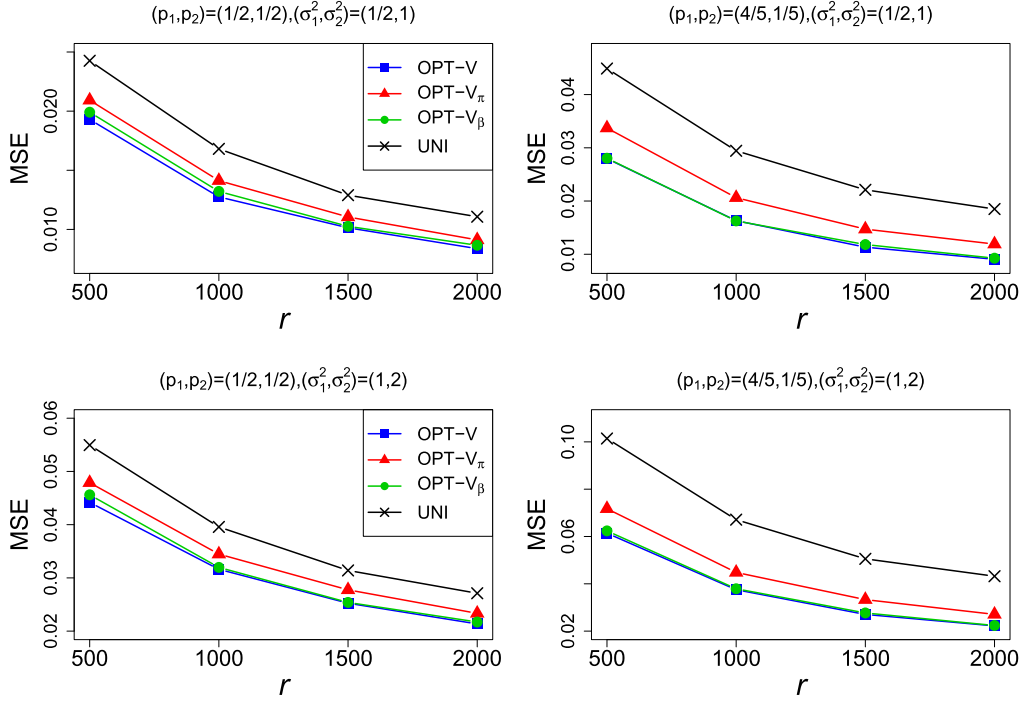 (p₁,p₂)=(1/2,1/2),(σ₁²,σ₂²)=(1/2,1)
MSE
0.010
0.020
OPT−V
OPT−Vπ
OPT−Vβ
UNI
500 1000 1500 2000
r
(p₁,p₂)=(4/5,1/5),(σ₁²,σ₂²)=(1/2,1)
MSE
0.01 0.02 0.03 0.04
500 1000 1500 2000
r
(p₁,p₂)=(1/2,1/2),(σ₁²,σ₂²)=(1,2)
MSE
0.02 0.03 0.04 0.05 0.06
OPT−V
OPT−Vπ
OPT−Vβ
UNI
500 1000 1500 2000
r
(p₁,p₂)=(4/5,1/5),(σ₁²,σ₂²)=(1,2)
MSE
0.02 0.06 0.10
500 1000 1500 2000
r